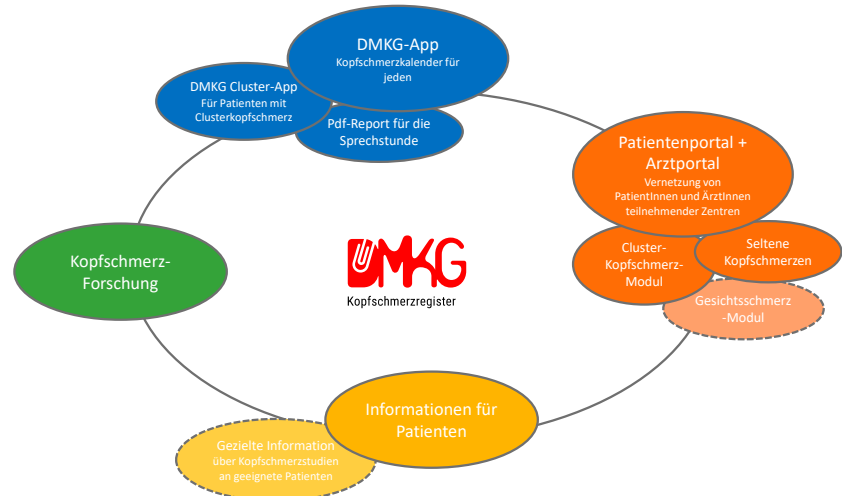 DMKG-App
Kopfschmerzkalender für
jeden
DMKG Cluster-App
Für Patienten mit
Clusterkopfschmerz
Pdf-Report für die
Sprechstunde
Patientenportal +
Arztportal
Vernetzung von
PatientInnen und ÄrztInnen
teilnehmender Zentren
Cluster-
Kopfschmerz-
Modul
Seltene
Kopfschmerzen
Gesichtsschmerz
-Modul
Kopfschmerz-
Forschung
DMKG
Kopfschmerzregister
Informationen für
Patienten
Gezielte Information
über Kopfschmerzstudien
an geeignete Patienten